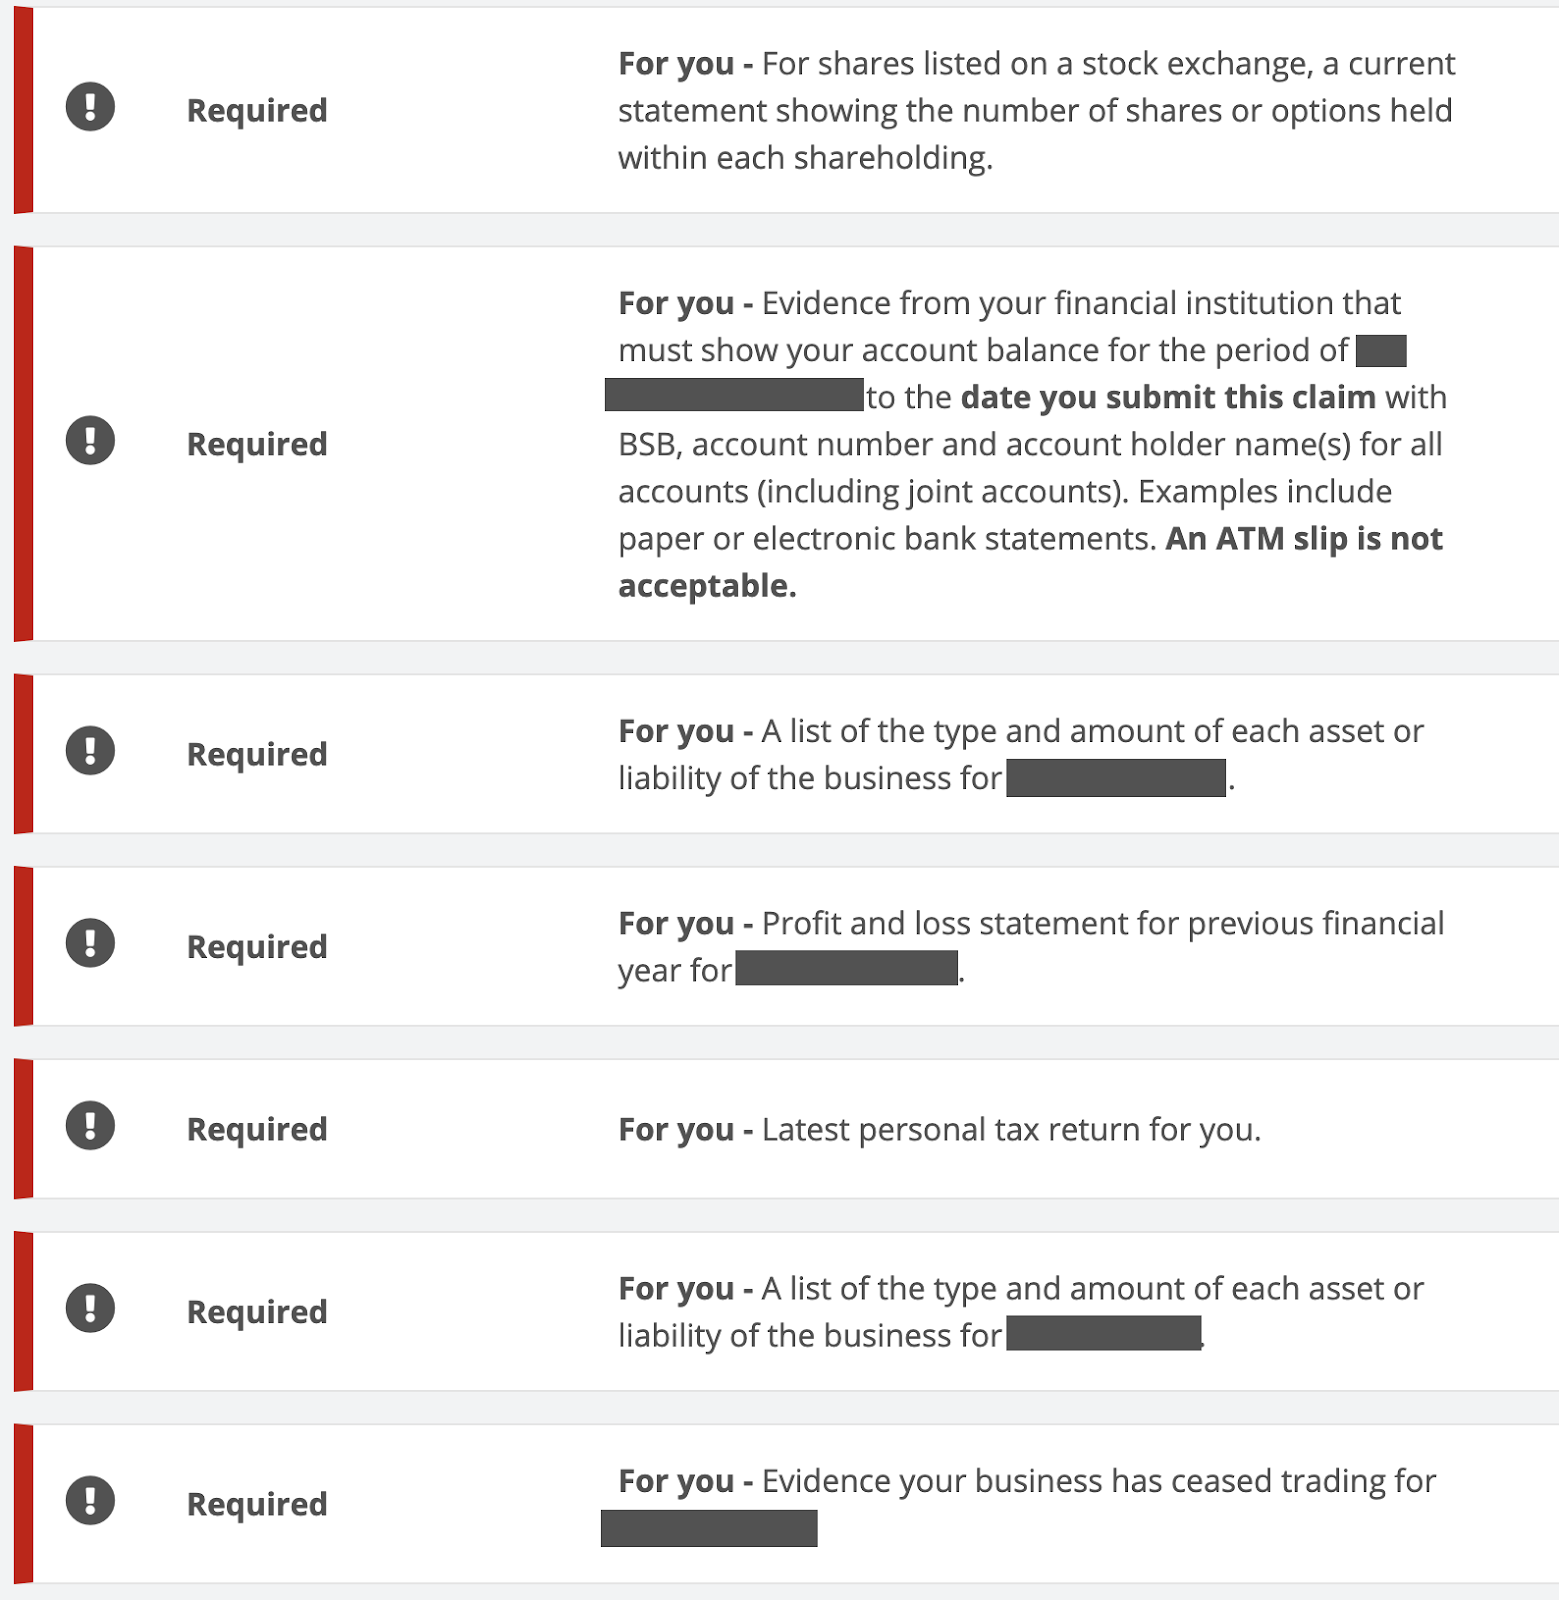 Required
For you - For shares listed on a stock exchange, a current
statement showing the number of shares or options held
within each shareholding.
Required
For you - Evidence from your financial institution that
must show your account balance for the period of
to the date you submit this claim with
BSB, account number and account holder name(s) for all
accounts (including joint accounts). Examples include
paper or electronic bank statements. An ATM slip is not
acceptable.
Required
For you - A list of the type and amount of each asset or
liability of the business for .
Required
For you - Profit and loss statement for previous financial
year for .
Required
For you - Latest personal tax return for you.
Required
For you - A list of the type and amount of each asset or
liability of the business for .
Required
For you - Evidence your business has ceased trading for